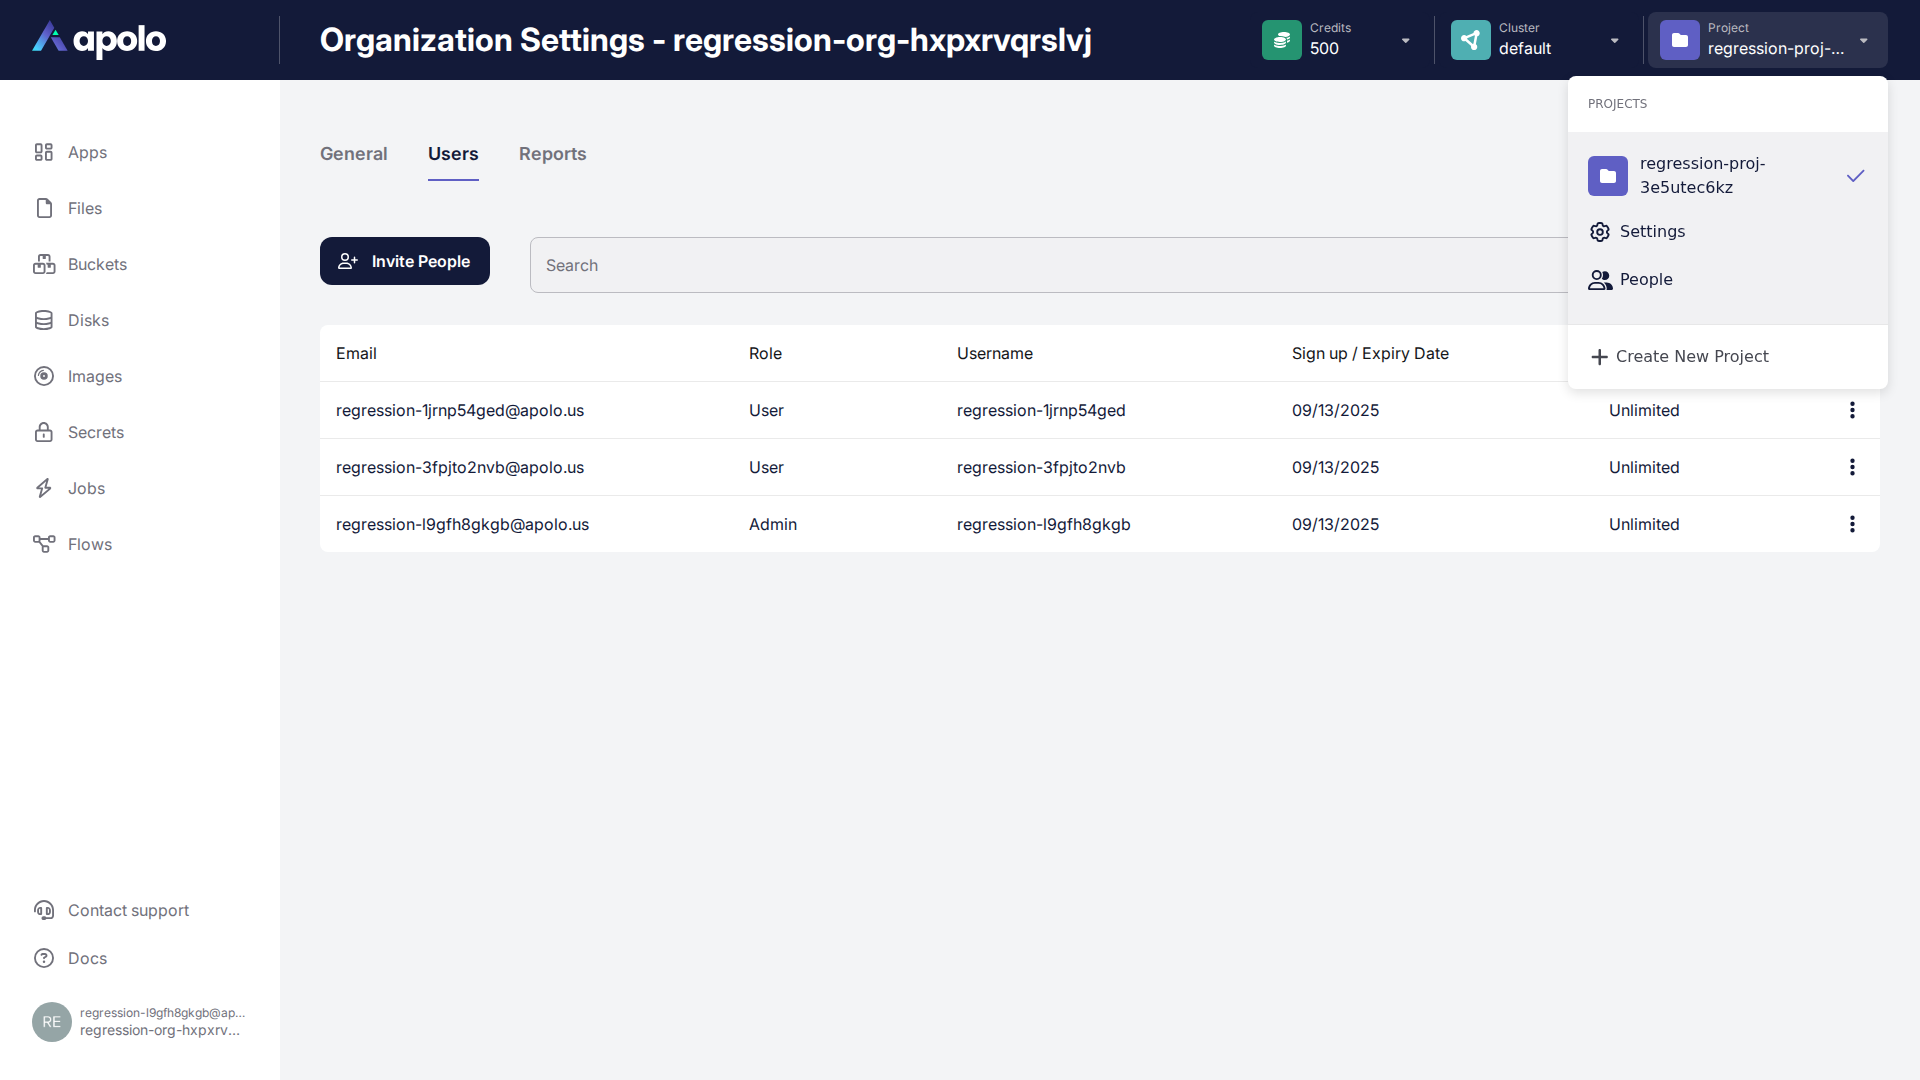 apolo
Organization Settings - regression-org-hxpxrvqrslvj
Credits
500
Cluster
default
Project
regression-proj-...
PROJECTS
regression-proj-
3e5utec6kz
Settings
People
Create New Project
Apps
Files
Buckets
Disks
Images
Secrets
Jobs
Flows
General Users Reports
Invite People
Search
Email Role Username Sign up / Expiry Date
regression-1jrnp54ged@apolo.us User regression-1jrnp54ged 09/13/2025 Unlimited
regression-3fpjto2nvb@apolo.us User regression-3fpjto2nvb 09/13/2025 Unlimited
regression-l9gfh8gkgb@apolo.us Admin regression-l9gfh8gkgb 09/13/2025 Unlimited
Contact support
Docs
RE
regression-l9gfh8gkgb@ap...
regression-org-hxpxrv...